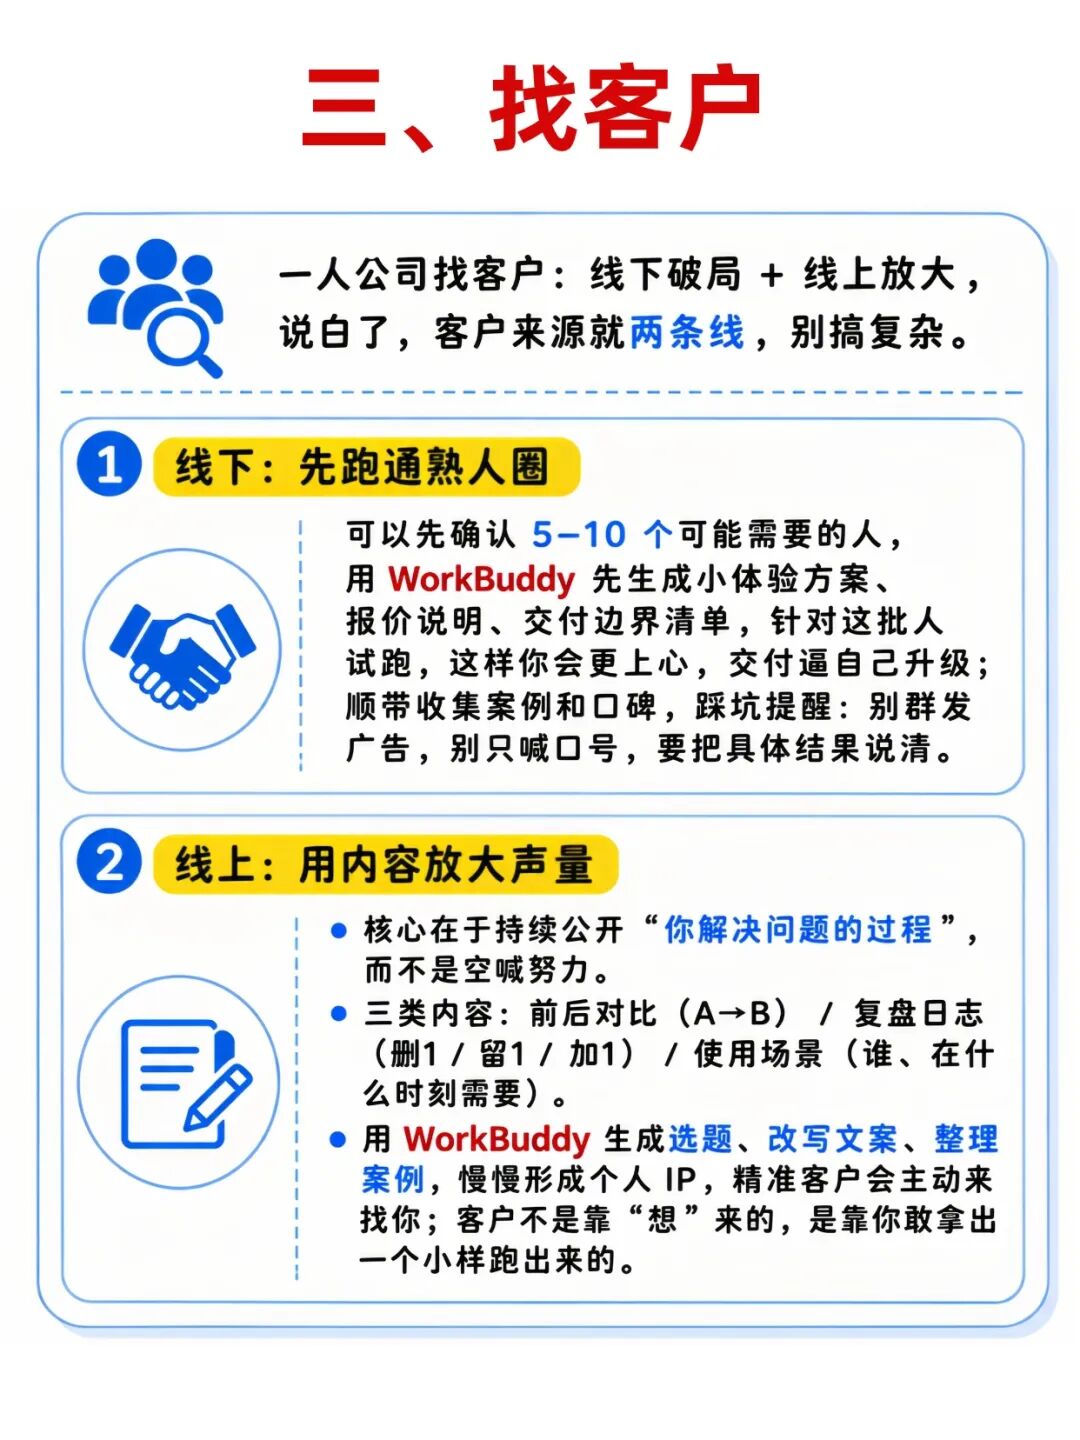 三、找客户
一人公司找客户：线下破局 + 线上放大，
说白了，客户来源就两条线，别搞复杂。
1 线下：先跑通熟人圈
可以先确认 5–10 个可能需要的人，
用 WorkBuddy 先生成小体验方案、
报价说明、交付边界清单，针对这批人
试跑，这样你会更上心，交付逼自己升级；
顺带收集案例和口碑，踩坑提醒：别群发
广告，别只喊口号，要把具体结果说清。
2 线上：用内容放大声量
• 核心在于持续公开“你解决问题的过程”，
而不是空喊努力。
• 三类内容：前后对比（A→B） / 复盘日志
（删1 / 留1 / 加1） / 使用场景（谁、在什
么时刻需要）。
• 用 WorkBuddy 生成选题、改写文案、整理
案例，慢慢形成个人 IP，精准客户会主动来
找你；客户不是靠“想”来的，是靠你敢拿出
一个小样跑出来的。